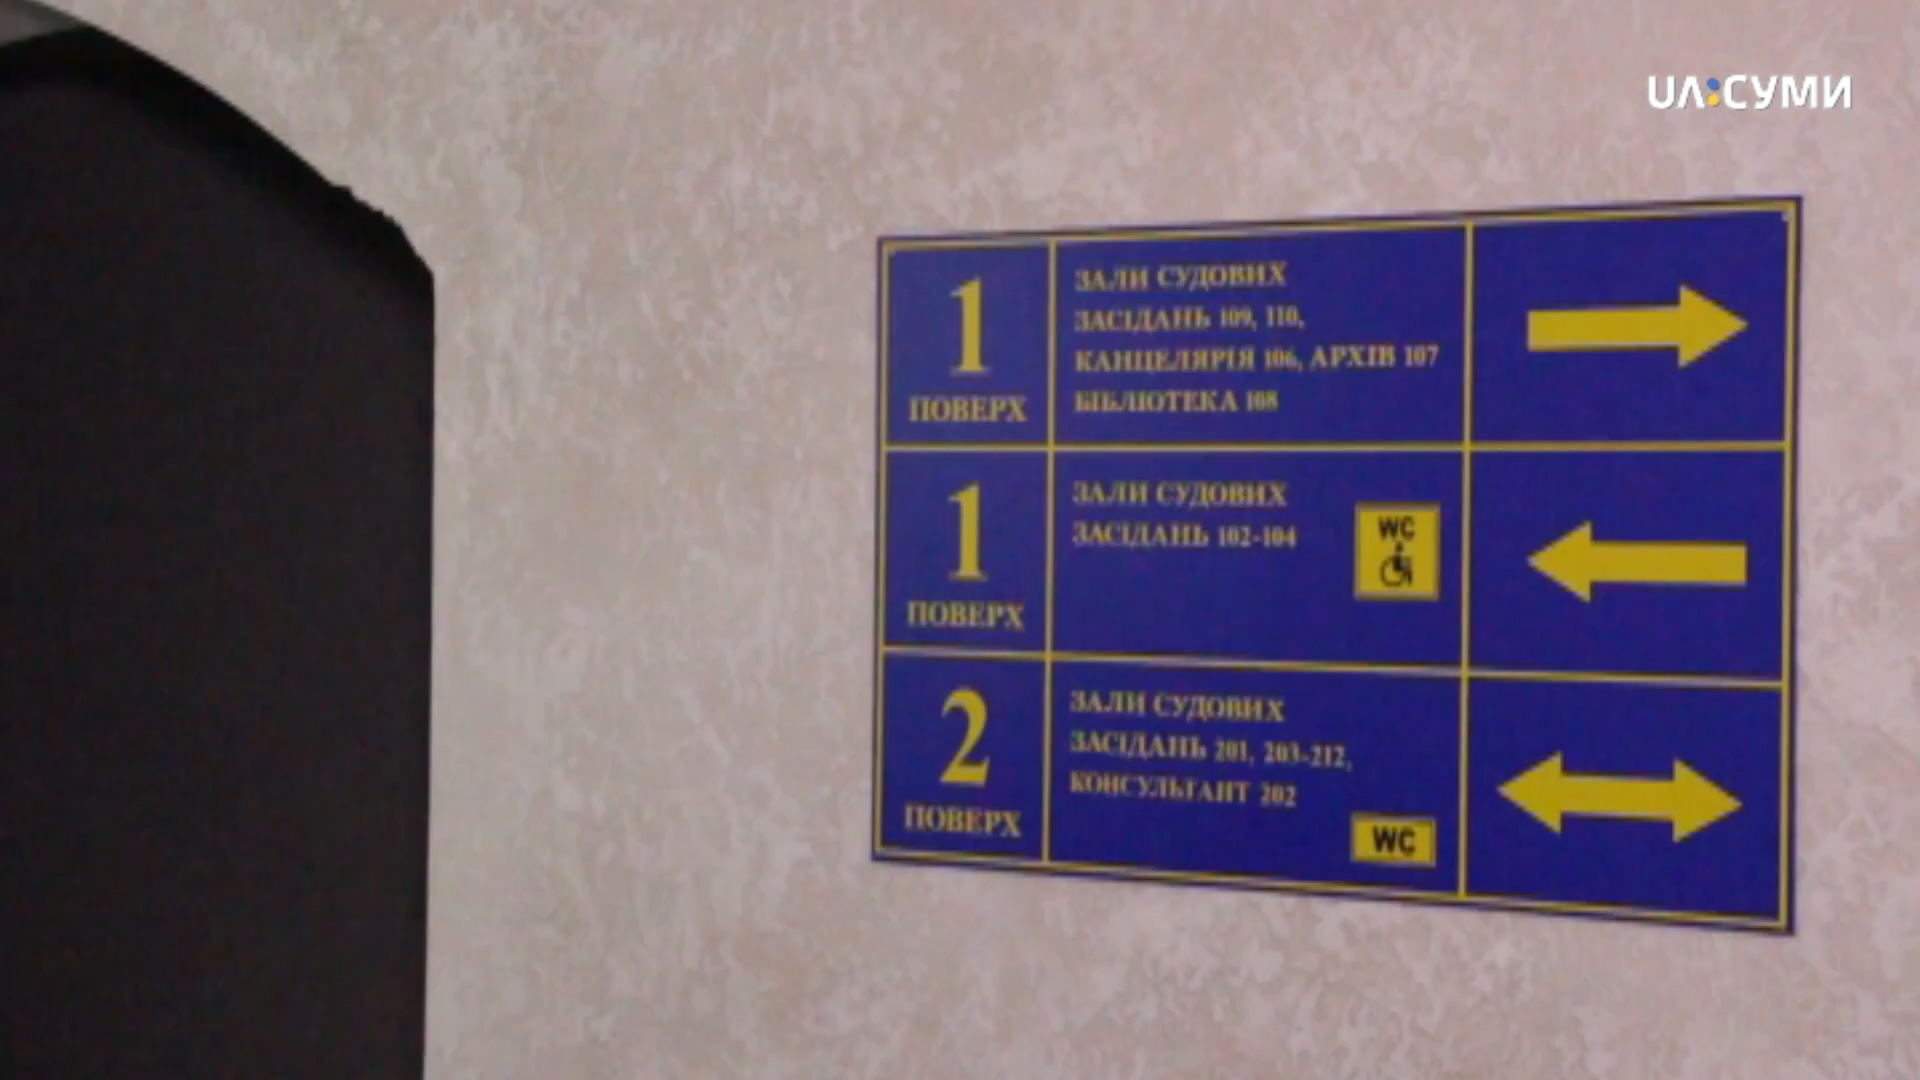 UA:СУМИ
1
ПОВЕРХ
ЗАЛИ СУДОВИХ
ЗАСІДАНЬ 109, 110,
КАНЦЕЛЯРІЯ 106, АРХІВ 107
БІБЛІОТЕКА 108
1
ПОВЕРХ
ЗАЛИ СУДОВИХ
ЗАСІДАНЬ 102-104
WC
2
ПОВЕРХ
ЗАЛИ СУДОВИХ
ЗАСІДАНЬ 201, 203-212,
КОНСУЛЬТАНТ 202
WC